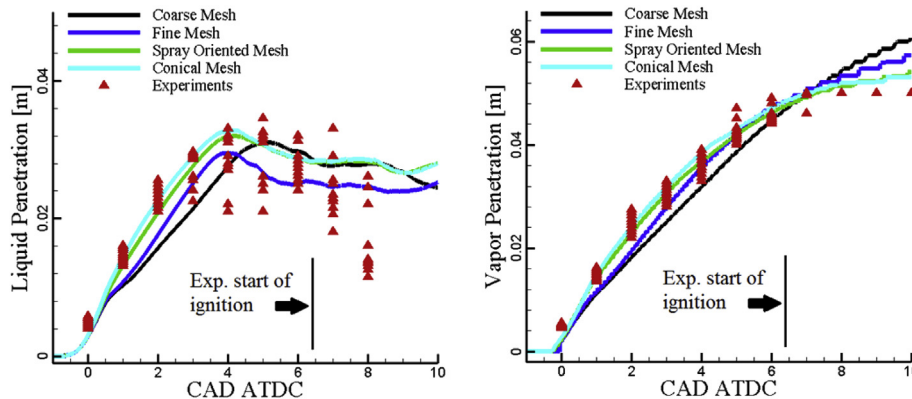 Coarse Mesh
Fine Mesh
Spray Oriented Mesh
Conical Mesh
Experiments
0.04
0.02
0
Liquid Penetration [m]
Exp. start of
ignition
0 2 4 6 8 10
CAD ATDC
Coarse Mesh
Fine Mesh
Spray Oriented Mesh
Conical Mesh
Experiments
0.06
0.04
0.02
0
Vapor Penetration [m]
Exp. start of
ignition
0 2 4 6 8 10
CAD ATDC